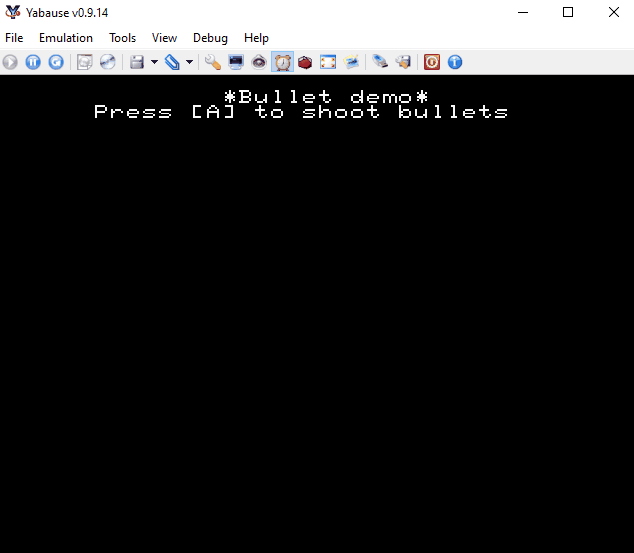 Yabause v0.9.14
File Emulation Tools View Debug Help
*Bullet demo*
Press [A] to shoot bullets